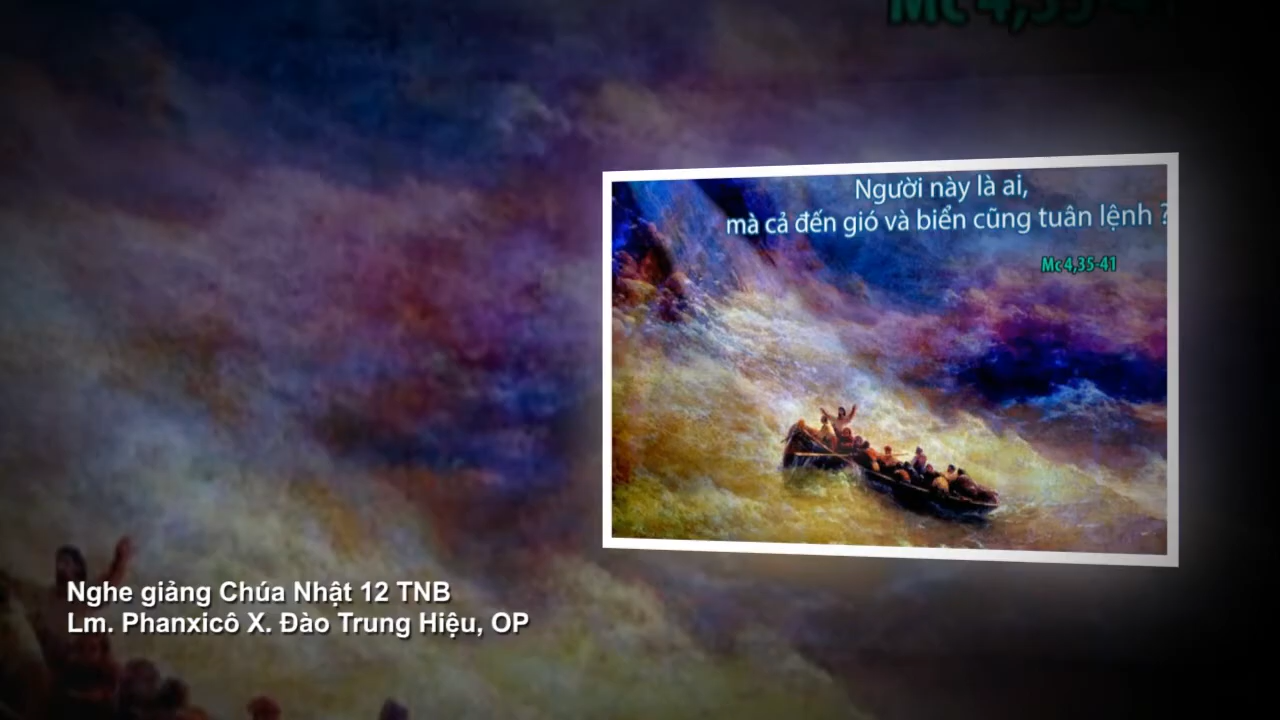 Người này là ai,
mà cả đến gió và biển cũng tuân lệnh ?
Mc 4,35-41
Nghe giảng Chúa Nhật 12 TNB
Lm. Phanxicô X. Đào Trung Hiệu, OP